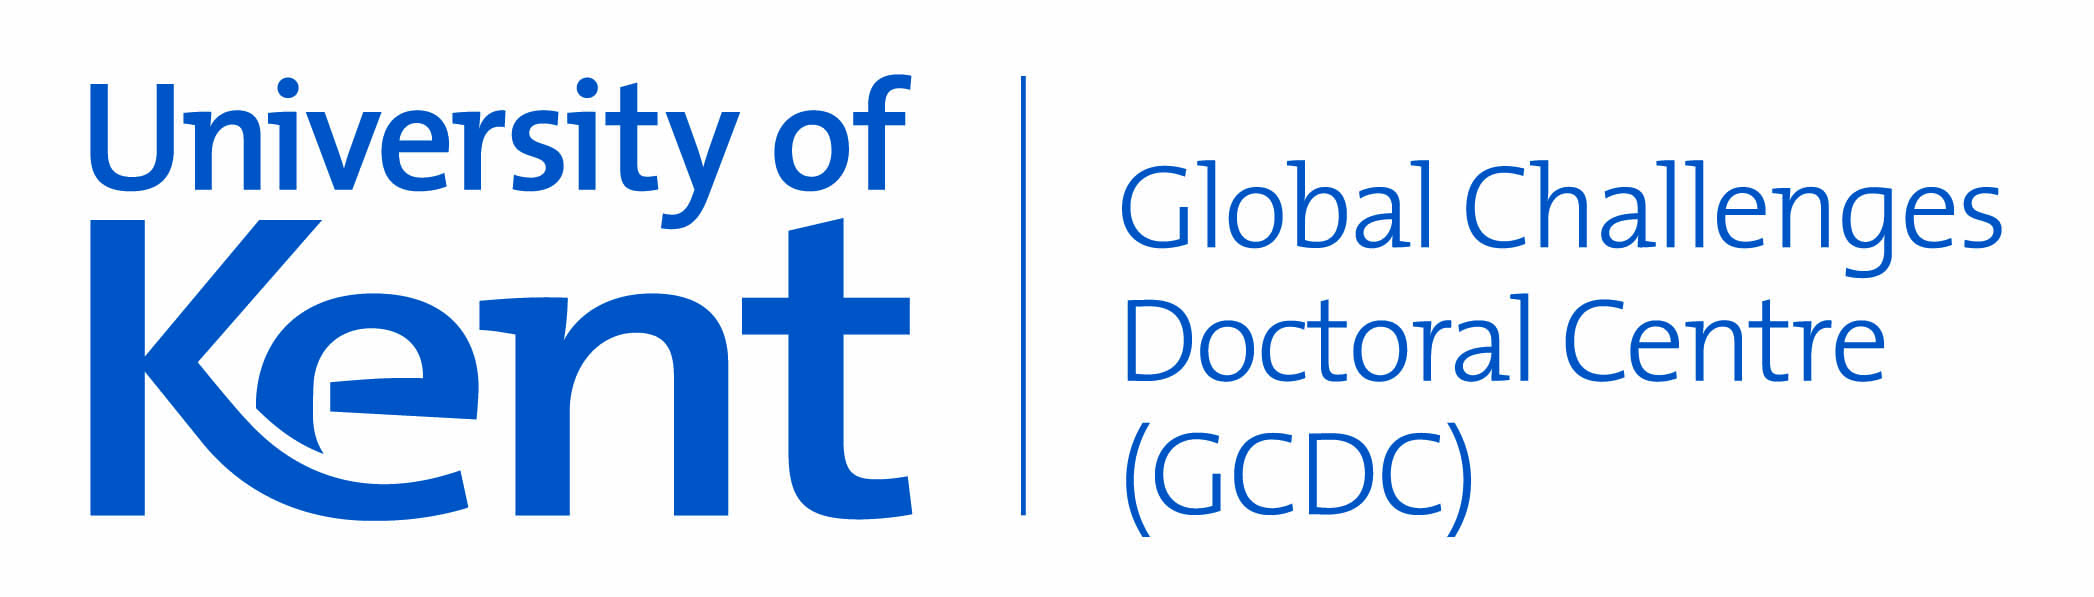 University of
Kent
Global Challenges
Doctoral Centre
(GCDC)